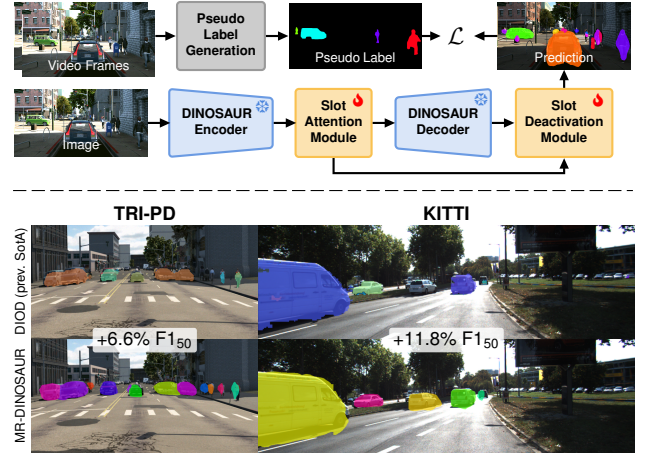 Video Frames
Pseudo
Label
Generation
Pseudo Label
ℒ
Prediction
Image
DINOSAUR
Encoder
Slot
Attention
Module
DINOSAUR
Decoder
Slot
Deactivation
Module
TRI-PD
KITTI
DIOD (prev. SotA)
+6.6% F1₅₀
+11.8% F1₅₀
MR-DINOSAUR